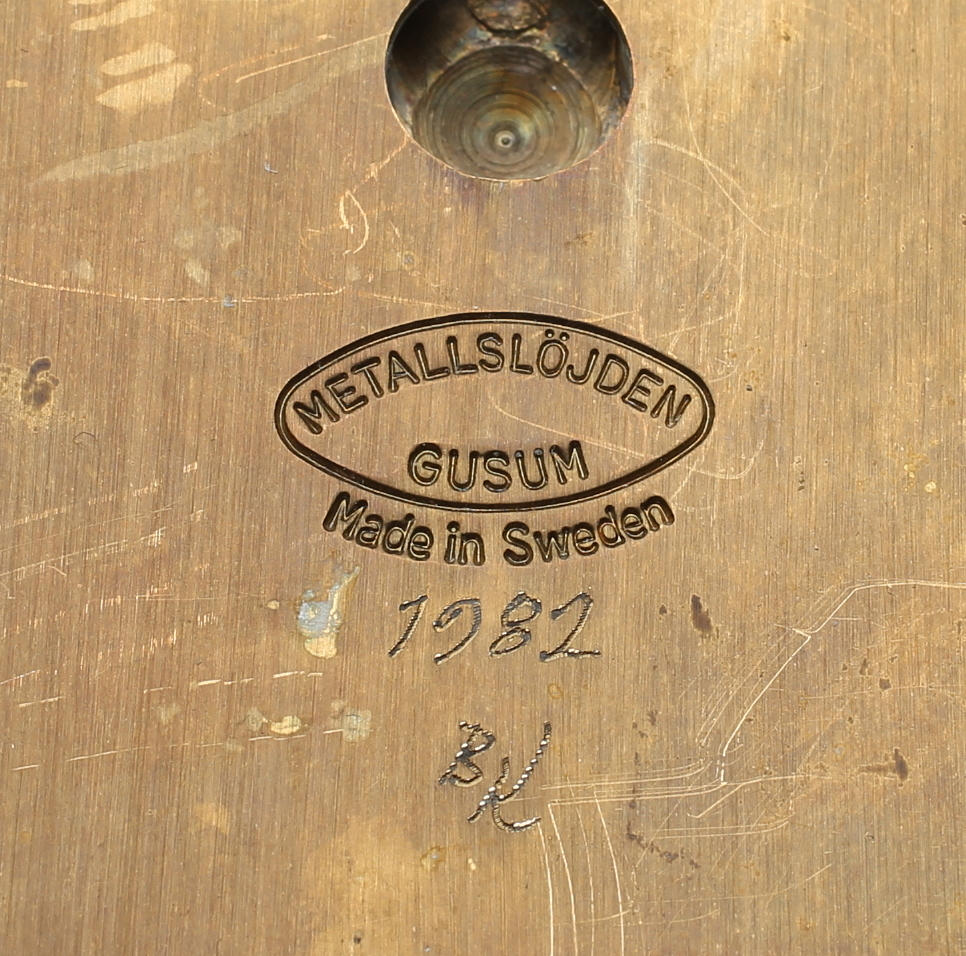 METALLSLÖJDEN
GUSUM
Made in Sweden
1982
BK